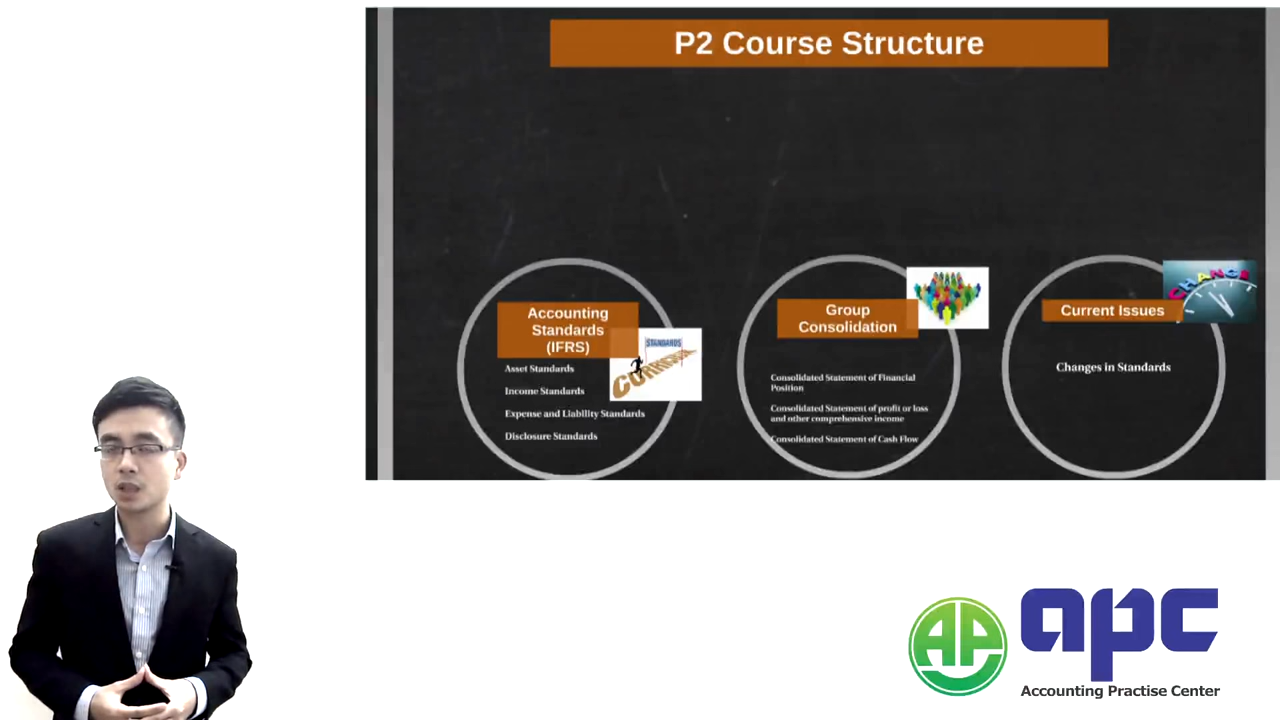 P2 Course Structure
Accounting
Standards
(IFRS)
STANDARDS
Asset Standards
Income Standards
Expense and Liability Standards
Disclosure Standards
Group
Consolidation
Consolidated Statement of Financial
Position
Consolidated Statement of profit or loss
and other comprehensive income
Consolidated Statement of Cash Flow
CHANGE
Current Issues
Changes in Standards
AP
apc
Accounting Practise Center